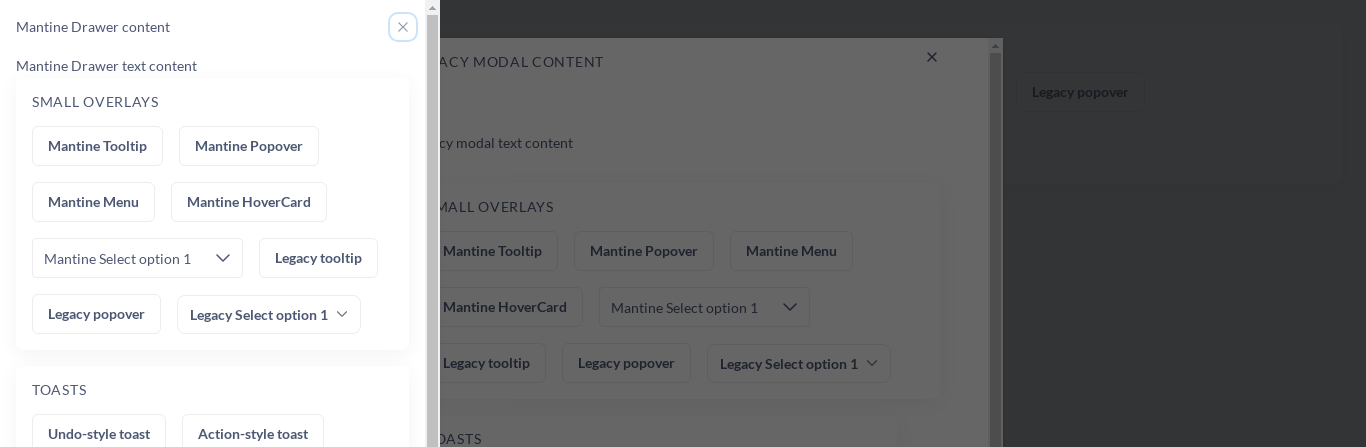 Mantine Drawer content
Mantine Drawer text content
SMALL OVERLAYS
Mantine Tooltip
Mantine Popover
Mantine Menu
Mantine HoverCard
Mantine Select option 1
Legacy tooltip
Legacy popover
Legacy Select option 1
TOASTS
Undo-style toast
Action-style toast
ACY MODAL CONTENT
cy modal text content
MALL OVERLAYS
Mantine Tooltip
Mantine Popover
Mantine Menu
Mantine HoverCard
Mantine Select option 1
Legacy tooltip
Legacy popover
Legacy Select option 1
OASTS
Legacy popover